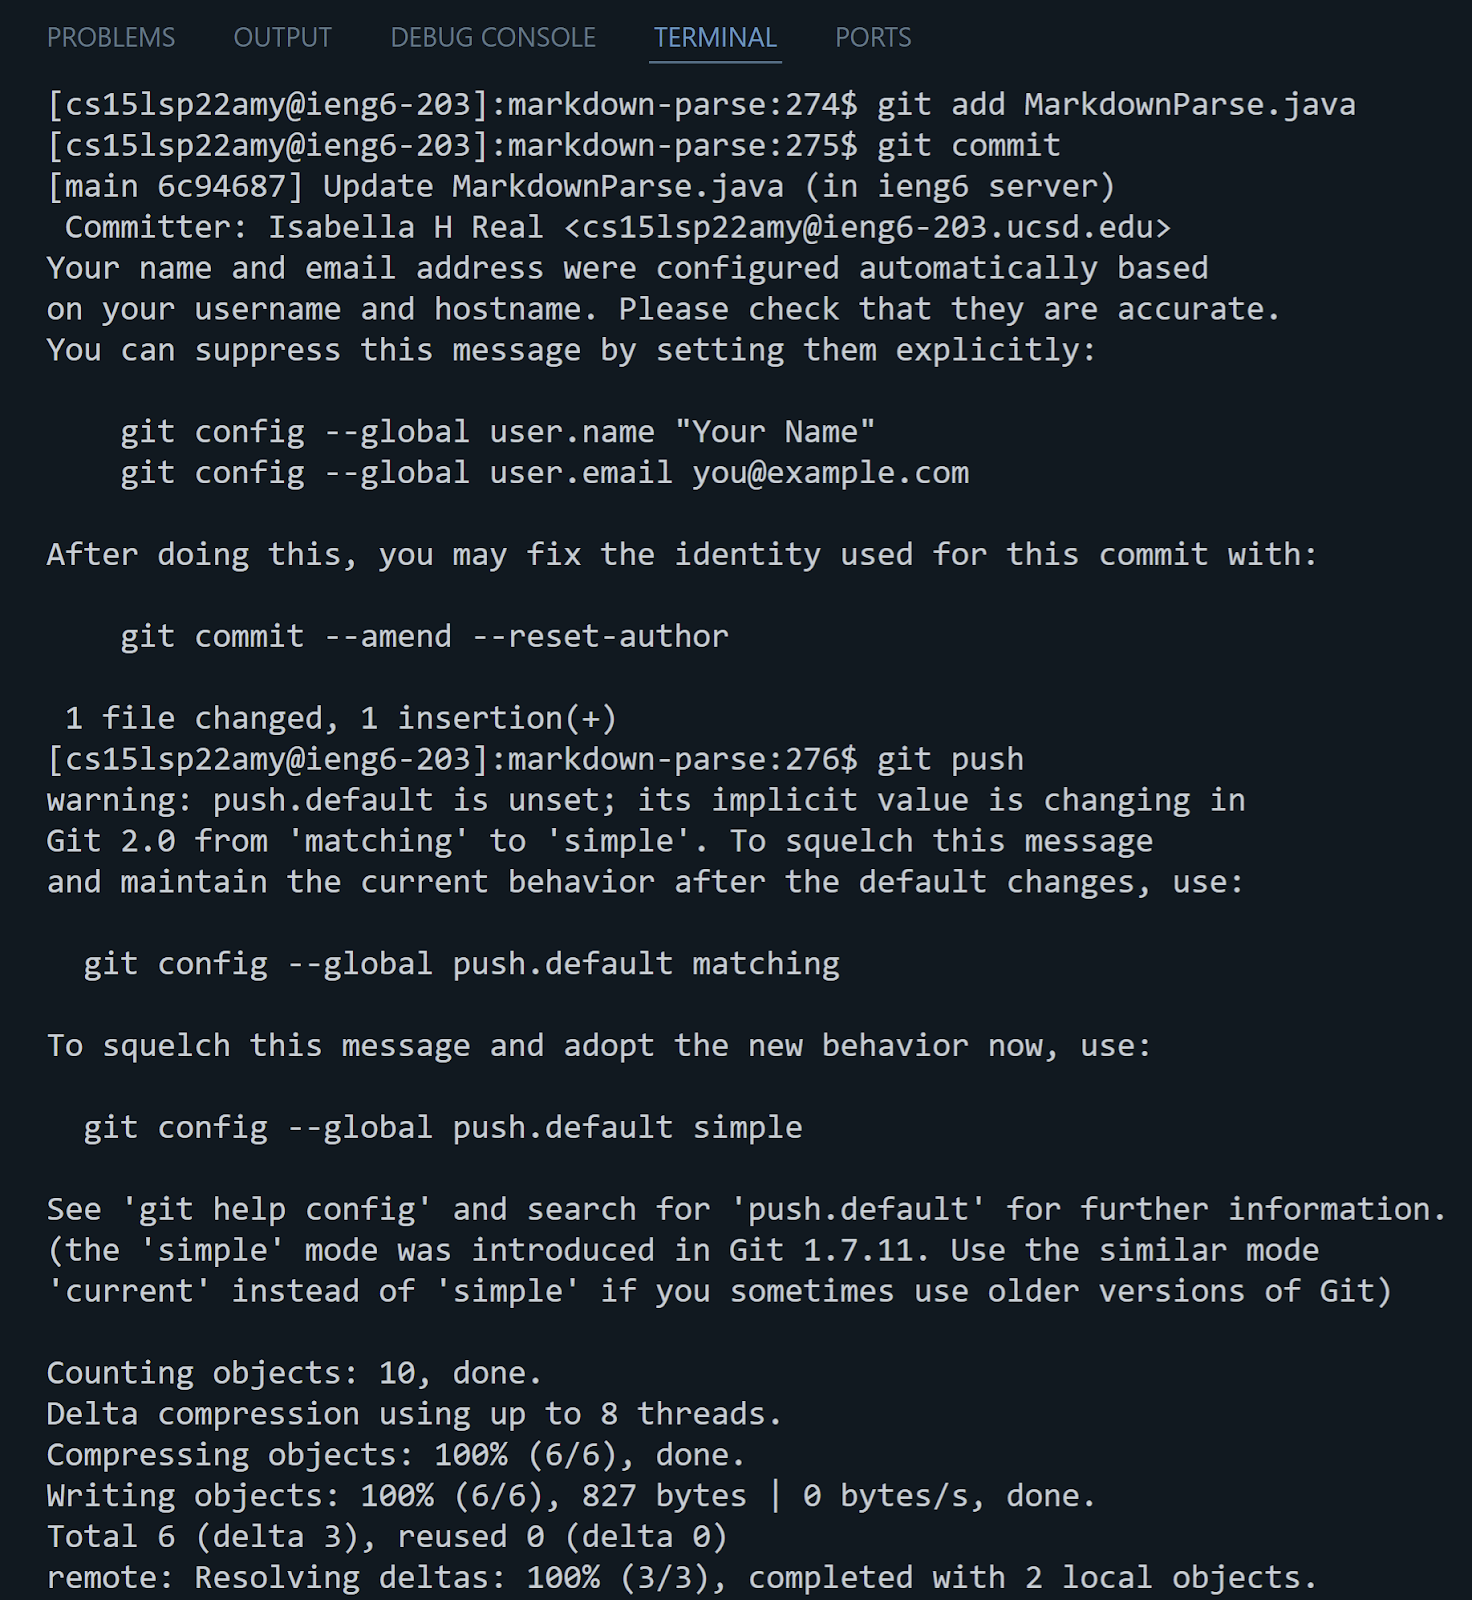 PROBLEMS OUTPUT DEBUG CONSOLE TERMINAL PORTS
[cs15lsp22amy@ieng6-203]:markdown-parse:274$ git add MarkdownParse.java
[cs15lsp22amy@ieng6-203]:markdown-parse:275$ git commit
[main 6c94687] Update MarkdownParse.java (in ieng6 server)
 Committer: Isabella H Real <cs15lsp22amy@ieng6-203.ucsd.edu>
Your name and email address were configured automatically based
on your username and hostname. Please check that they are accurate.
You can suppress this message by setting them explicitly:

    git config --global user.name "Your Name"
    git config --global user.email you@example.com

After doing this, you may fix the identity used for this commit with:

    git commit --amend --reset-author

 1 file changed, 1 insertion(+)
[cs15lsp22amy@ieng6-203]:markdown-parse:276$ git push
warning: push.default is unset; its implicit value is changing in
Git 2.0 from 'matching' to 'simple'. To squelch this message
and maintain the current behavior after the default changes, use:

  git config --global push.default matching

To squelch this message and adopt the new behavior now, use:

  git config --global push.default simple

See 'git help config' and search for 'push.default' for further information.
(the 'simple' mode was introduced in Git 1.7.11. Use the similar mode
'current' instead of 'simple' if you sometimes use older versions of Git)

Counting objects: 10, done.
Delta compression using up to 8 threads.
Compressing objects: 100% (6/6), done.
Writing objects: 100% (6/6), 827 bytes | 0 bytes/s, done.
Total 6 (delta 3), reused 0 (delta 0)
remote: Resolving deltas: 100% (3/3), completed with 2 local objects.